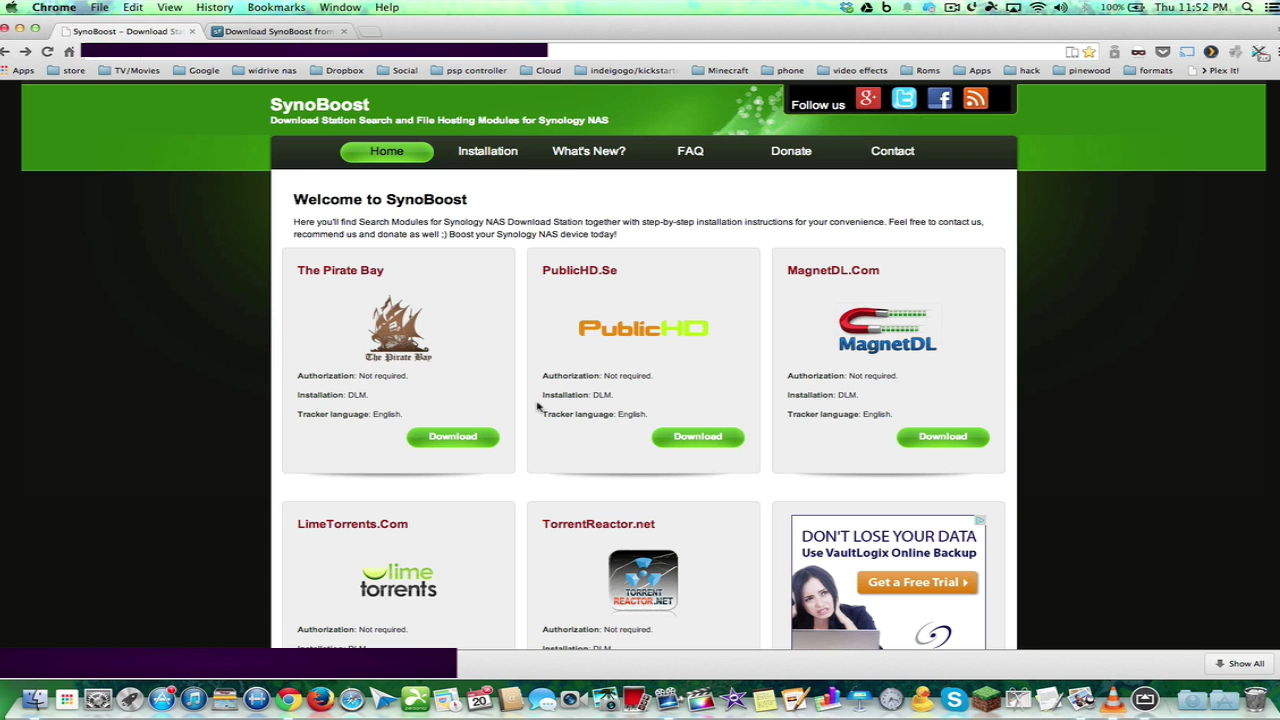 Chrome File Edit View History Bookmarks Window Help 100% Thu 11:52 PM
SynoBoost – Download Sta Download SynoBoost from
Apps store TV/Movies Google widrive nas Dropbox Social psp controller Cloud indeigogo/kickstarte Minecraft phone video effects Roms Apps hack pinewood formats Plex It!
SynoBoost
Download Station Search and File Hosting Modules for Synology NAS
Follow us
Home Installation What's New? FAQ Donate Contact
Welcome to SynoBoost
Here you'll find Search Modules for Synology NAS Download Station together with step-by-step installation instructions for your convenience. Feel free to contact us,
recommend us and donate as well ;) Boost your Synology NAS device today!
The Pirate Bay
The Pirate Bay
Authorization: Not required.
Installation: DLM.
Tracker language: English.
Download
PublicHD.Se
PublicHD
Authorization: Not required.
Installation: DLM.
Tracker language: English.
Download
MagnetDL.Com
MagnetDL
Authorization: Not required.
Installation: DLM.
Tracker language: English.
Download
LimeTorrents.Com
lime
torrents
Authorization: Not required.
TorrentReactor.net
TORRENT
REACTOR.NET
Authorization: Not required.
Installation: DLM.
DON'T LOSE YOUR DATA
Use VaultLogix Online Backup
Get a Free Trial
Show All